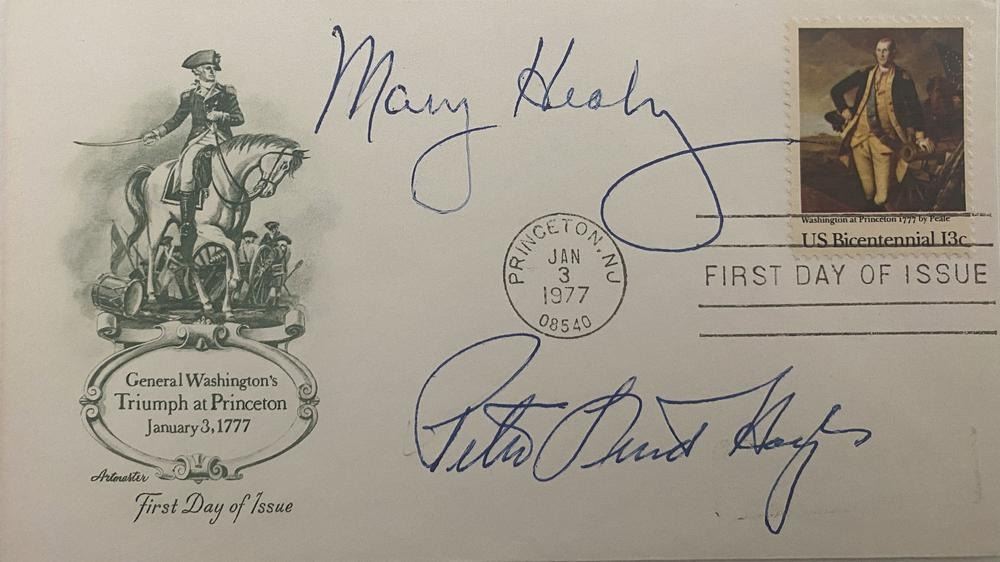 Mary Healy
Washington at Princeton 1777 by Peale
US Bicentennial 13c
PRINCETON, NJ
JAN
3
1977
08540
FIRST DAY OF ISSUE
General Washington's
Triumph at Princeton
January 3, 1777
Artmaster
First Day of Issue
Peter Lind Hayes